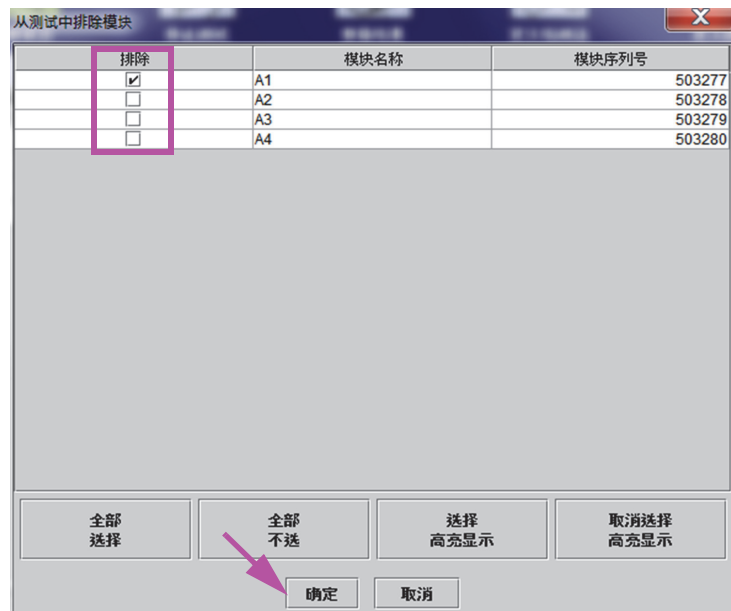 从测试中排除模块
排除 模块名称 模块序列号
A1 503277
A2 503278
A3 503279
A4 503280
全部 全部 选择 取消选择
选择 不选 高亮显示 高亮显示
确定 取消